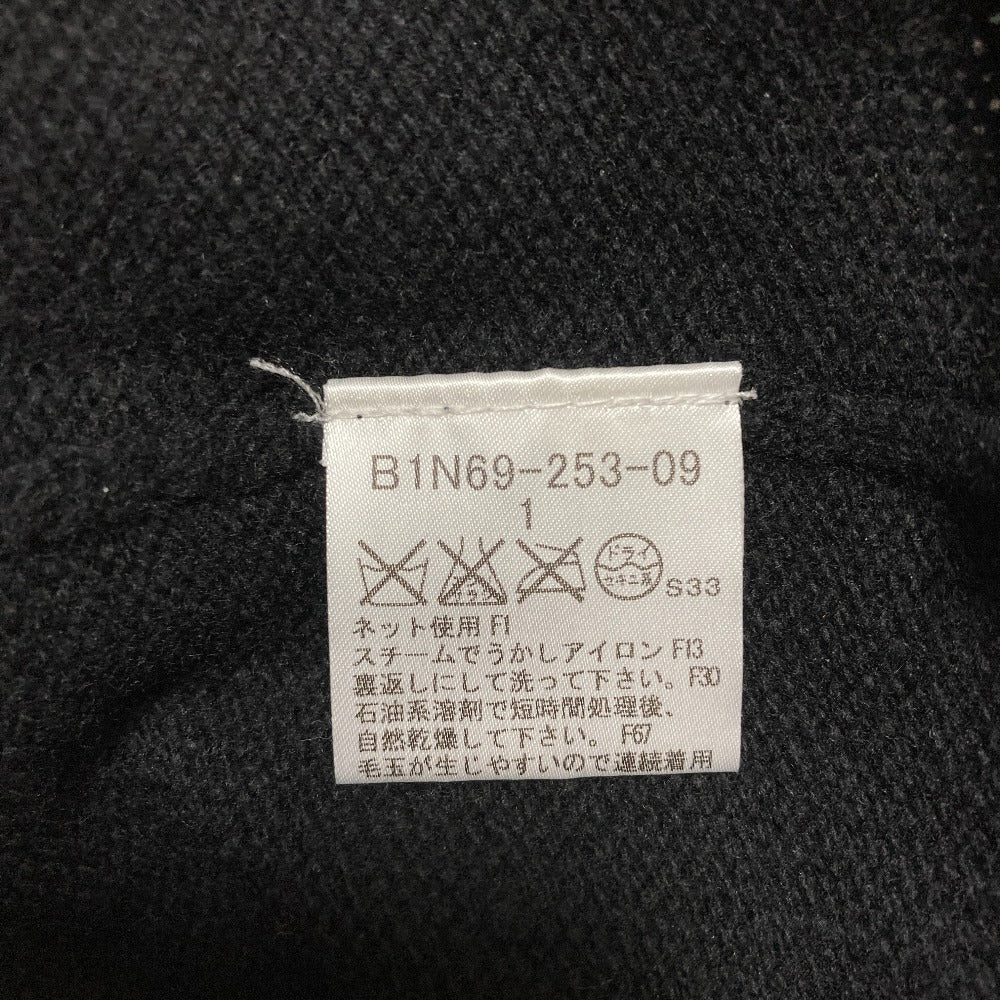 B1N69-253-09
1
ドライ
セキユ系
S33
ネット使用 F1
スチームでうかしアイロン F13
裏返しにして洗って下さい。F30
石油系溶剤で短時間処理後、
自然乾燥して下さい。F67
毛玉が生じやすいので連続着用